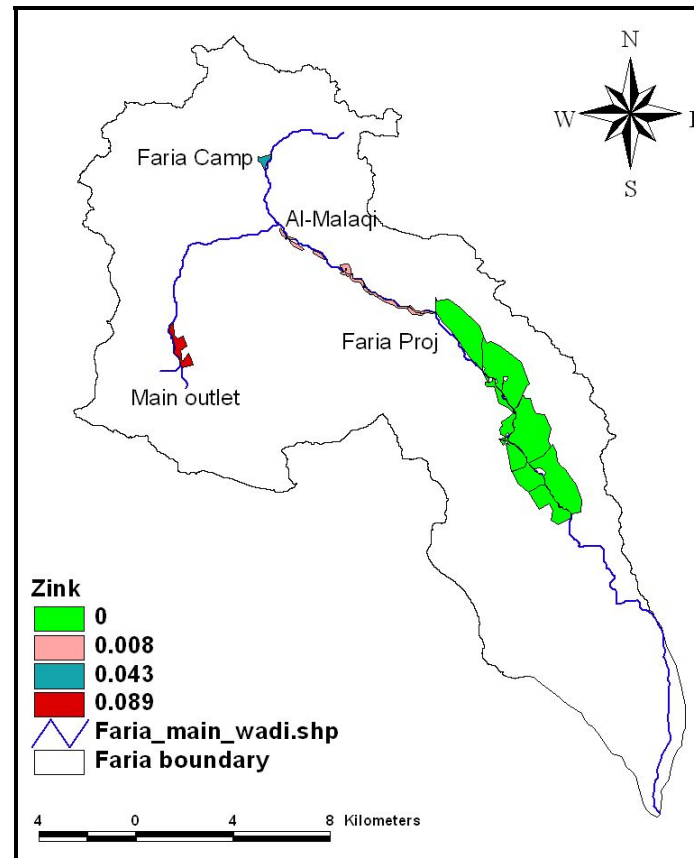 N
W
E
S
Faria Camp
Al-Malaqi
Faria Proj
Main outlet
Zink
0
0.008
0.043
0.089
Faria_main_wadi.shp
Faria boundary
4 0 4 8 Kilometers